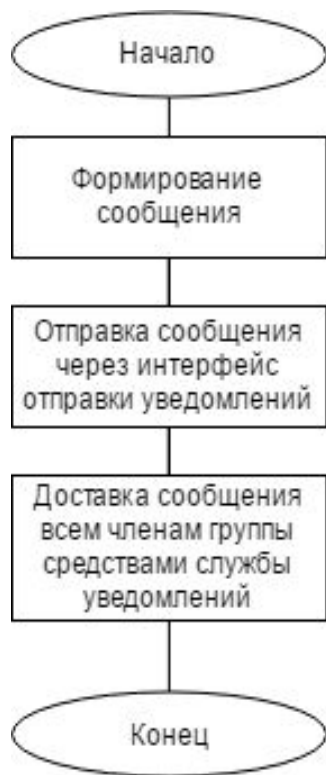 Начало
Формирование
сообщения
Отправка сообщения
через интерфейс
отправки уведомлений
Доставка сообщения
всем членам группы
средствами службы
уведомлений
Конец